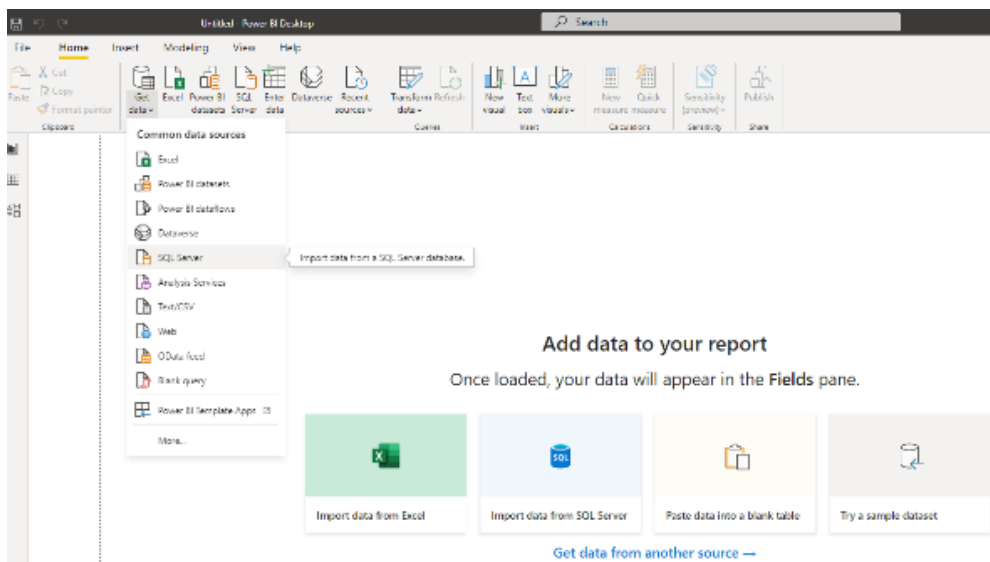 Untitled - Power BI Desktop
Search
File Home Insert Modeling View Help
Paste
Cut
Copy
Format painter
Clipboard
Get data
Excel
Power BI datasets
SQL Server
Enter data
Dataverse
Recent sources
Transform data
Refresh
Queries
New visual
Text box
More visuals
Insert
New measure
Quick measure
Calculations
Sensitivity (preview)
Sensitivity
Publish
Share
Common data sources
Excel
Power BI datasets
Power BI dataflows
Dataverse
SQL Server
Import data from a SQL Server database.
Analysis Services
Text/CSV
Web
OData feed
Blank query
Power BI Template Apps
More...
Add data to your report
Once loaded, your data will appear in the Fields pane.
SQL
Import data from Excel
Import data from SQL Server
Paste data into a blank table
Try a sample dataset
Get data from another source →